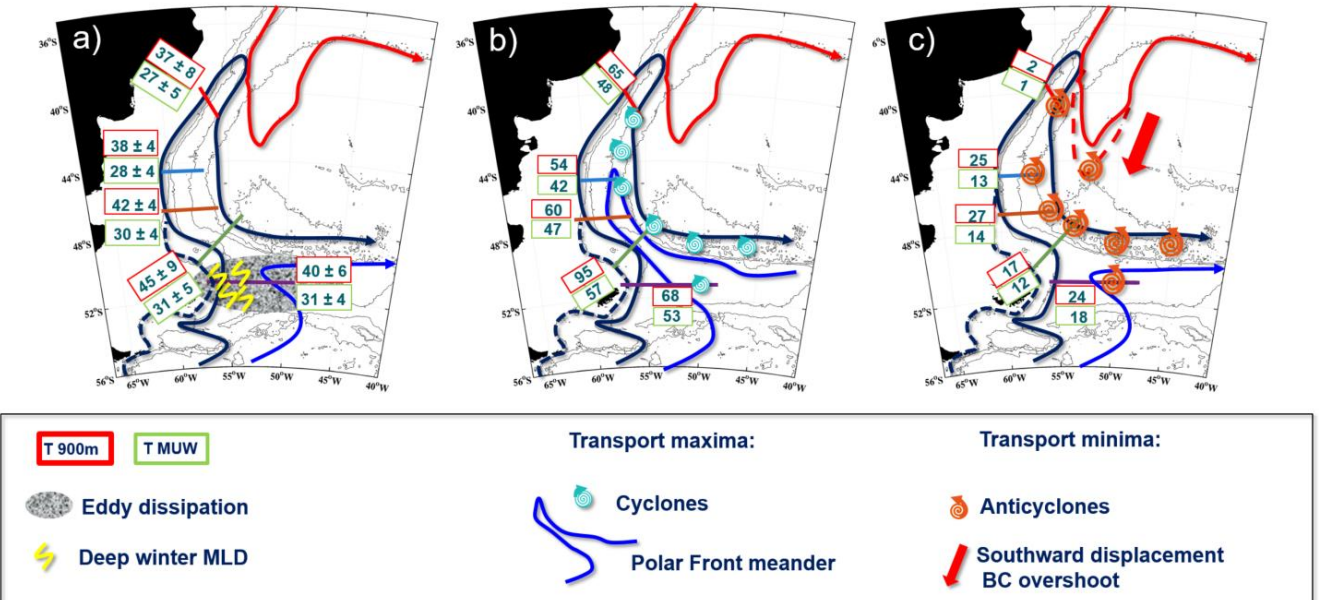 a)
36°S
40°S
44°S
48°S
52°S
56°S
60°W
55°W
50°W
45°W
40°W
37 ± 8
27 ± 5
38 ± 4
28 ± 4
42 ± 4
30 ± 4
45 ± 9
31 ± 5
40 ± 6
31 ± 4
b)
36°S
40°S
44°S
48°S
52°S
56°S
60°W
55°W
50°W
45°W
40°W
65
48
54
42
60
47
95
57
68
53
c)
6°S
40°S
44°S
48°S
52°S
56°S
60°W
55°W
50°W
45°W
40°W
2
1
25
13
27
14
17
12
24
18
T 900m
T MUW
Eddy dissipation
Deep winter MLD
Transport maxima:
Cyclones
Polar Front meander
Transport minima:
Anticyclones
Southward displacement
BC overshoot